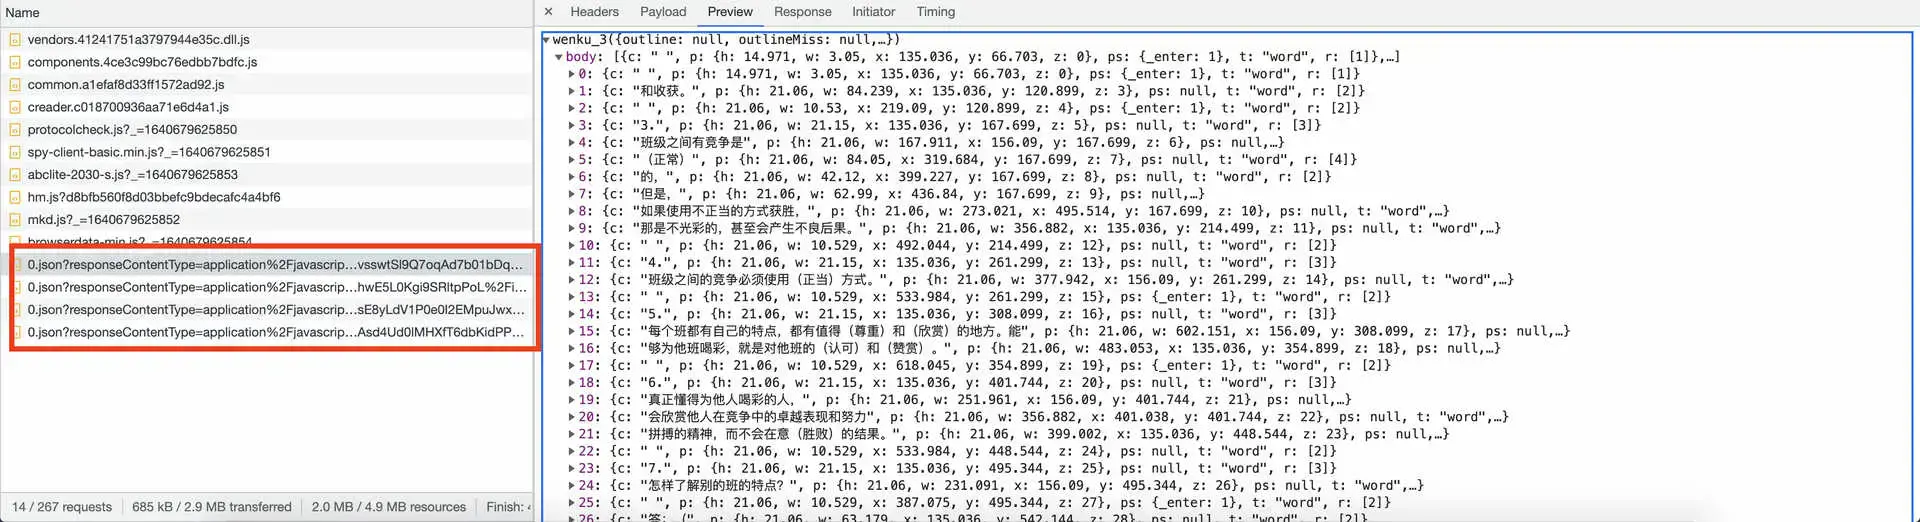 Name
vendors.41241751a3797944e35c.dll.js
components.4ce3c99bc76edbb7bdfc.js
common.a1efaf8d33ff1572ad92.js
creader.c018700936aa71e6d4a1.js
protocolcheck.js?_=1640679625850
spy-client-basic.min.js?_=1640679625851
abclite-2030-s.js?_=1640679625853
hm.js?d8bfb560f8d03bbefc9bdecafc4a4bf6
mkd.js?_=1640679625852
browserdata-min.js?_=1640679625854
0.json?responseContentType=application%2Fjavascrip…vsswtSl9Q7oqAd7b01bDq…
0.json?responseContentType=application%2Fjavascrip…hwE5L0Kgi9SRltpPoL%2Fi…
0.json?responseContentType=application%2Fjavascrip…sE8yLdV1P0e0I2EMpuJwx…
0.json?responseContentType=application%2Fjavascrip…Asd4Ud0lMHXfT6dbKidPP…
14 / 267 requests 685 kB / 2.9 MB transferred 2.0 MB / 4.9 MB resources Finish:
× Headers Payload Preview Response Initiator Timing
wenku_3({outline: null, outlineMiss: null,…})
body: [{c: " ", p: {h: 14.971, w: 3.05, x: 135.036, y: 66.703, z: 0}, ps: {_enter: 1}, t: "word", r: [1]},…]
0: {c: " ", p: {h: 14.971, w: 3.05, x: 135.036, y: 66.703, z: 0}, ps: {_enter: 1}, t: "word", r: [1]}
1: {c: "和收获。", p: {h: 21.06, w: 84.239, x: 135.036, y: 120.899, z: 3}, ps: null, t: "word", r: [2]}
2: {c: " ", p: {h: 21.06, w: 10.53, x: 219.09, y: 120.899, z: 4}, ps: {_enter: 1}, t: "word", r: [2]}
3: {c: "3.", p: {h: 21.06, w: 21.15, x: 135.036, y: 167.699, z: 5}, ps: null, t: "word", r: [3]}
4: {c: "班级之间有竞争是", p: {h: 21.06, w: 167.911, x: 156.09, y: 167.699, z: 6}, ps: null,…}
5: {c: "（正常）", p: {h: 21.06, w: 84.05, x: 319.684, y: 167.699, z: 7}, ps: null, t: "word", r: [4]}
6: {c: "的，", p: {h: 21.06, w: 42.12, x: 399.227, y: 167.699, z: 8}, ps: null, t: "word", r: [2]}
7: {c: "但是，", p: {h: 21.06, w: 62.99, x: 436.84, y: 167.699, z: 9}, ps: null,…}
8: {c: "如果使用不正当的方式获胜，", p: {h: 21.06, w: 273.021, x: 495.514, y: 167.699, z: 10}, ps: null, t: "word",…}
9: {c: "那是不光彩的，甚至会产生不良后果。", p: {h: 21.06, w: 356.882, x: 135.036, y: 214.499, z: 11}, ps: null,…}
10: {c: " ", p: {h: 21.06, w: 10.529, x: 492.044, y: 214.499, z: 12}, ps: {_enter: 1}, t: "word", r: [2]}
11: {c: "4.", p: {h: 21.06, w: 21.15, x: 135.036, y: 261.299, z: 13}, ps: null, t: "word", r: [3]}
12: {c: "班级之间的竞争必须使用（正当）方式。", p: {h: 21.06, w: 377.942, x: 156.09, y: 261.299, z: 14}, ps: null, t: "word",…}
13: {c: " ", p: {h: 21.06, w: 10.529, x: 533.984, y: 261.299, z: 15}, ps: {_enter: 1}, t: "word", r: [2]}
14: {c: "5.", p: {h: 21.06, w: 21.15, x: 135.036, y: 308.099, z: 16}, ps: null, t: "word", r: [3]}
15: {c: "每个班都有自己的特点，都有值得（尊重）和（欣赏）的地方。能", p: {h: 21.06, w: 602.151, x: 156.09, y: 308.099, z: 17}, ps: null,…}
16: {c: "够为他班喝彩，就是对他班的（认可）和（赞赏）。", p: {h: 21.06, w: 483.053, x: 135.036, y: 354.899, z: 18}, ps: null,…}
17: {c: " ", p: {h: 21.06, w: 10.529, x: 618.045, y: 354.899, z: 19}, ps: {_enter: 1}, t: "word", r: [2]}
18: {c: "6.", p: {h: 21.06, w: 21.15, x: 135.036, y: 401.744, z: 20}, ps: null, t: "word", r: [3]}
19: {c: "真正懂得为他人喝彩的人，", p: {h: 21.06, w: 251.961, x: 156.09, y: 401.744, z: 21}, ps: null,…}
20: {c: "会欣赏他人在竞争中的卓越表现和努力", p: {h: 21.06, w: 356.882, x: 401.038, y: 401.744, z: 22}, ps: null, t: "word",…}
21: {c: "拼搏的精神，而不会在意（胜败）的结果。", p: {h: 21.06, w: 399.002, x: 135.036, y: 448.544, z: 23}, ps: null,…}
22: {c: " ", p: {h: 21.06, w: 10.529, x: 533.984, y: 448.544, z: 24}, ps: null, t: "word", r: [2]}
23: {c: "7.", p: {h: 21.06, w: 21.15, x: 135.036, y: 495.344, z: 25}, ps: null, t: "word", r: [3]}
24: {c: "怎样了解别的班的特点？", p: {h: 21.06, w: 231.091, x: 156.09, y: 495.344, z: 26}, ps: null, t: "word",…}
25: {c: " ", p: {h: 21.06, w: 10.529, x: 387.075, y: 495.344, z: 27}, ps: {_enter: 1}, t: "word", r: [2]}
26: {c: "答：（", p: {h: 21.06, w: 63.179, x: 135.036, y: 542.144, z: 28}, ps: null, t: "word", r: [2]}